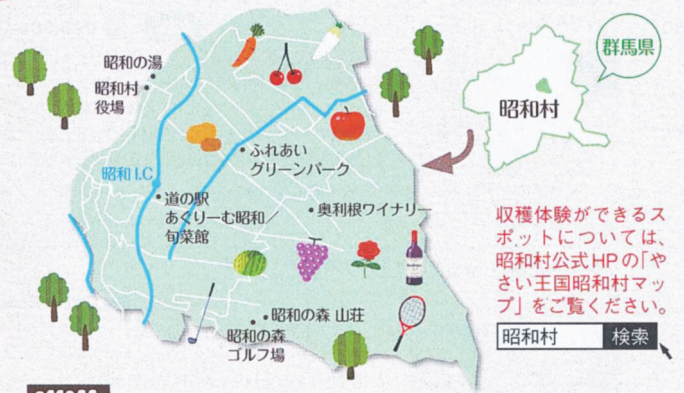 昭和の湯
昭和村
役場
昭和I.C
道の駅
あぐりーむ昭和／
旬菜館
ふれあい
グリーンパーク
奥利根ワイナリー
昭和の森 山荘
昭和の森
ゴルフ場
群馬県
昭和村
収穫体験ができるス
ポットについては、
昭和村公式HPの「や
さい王国昭和村マッ
プ」をご覧ください。
昭和村 検索